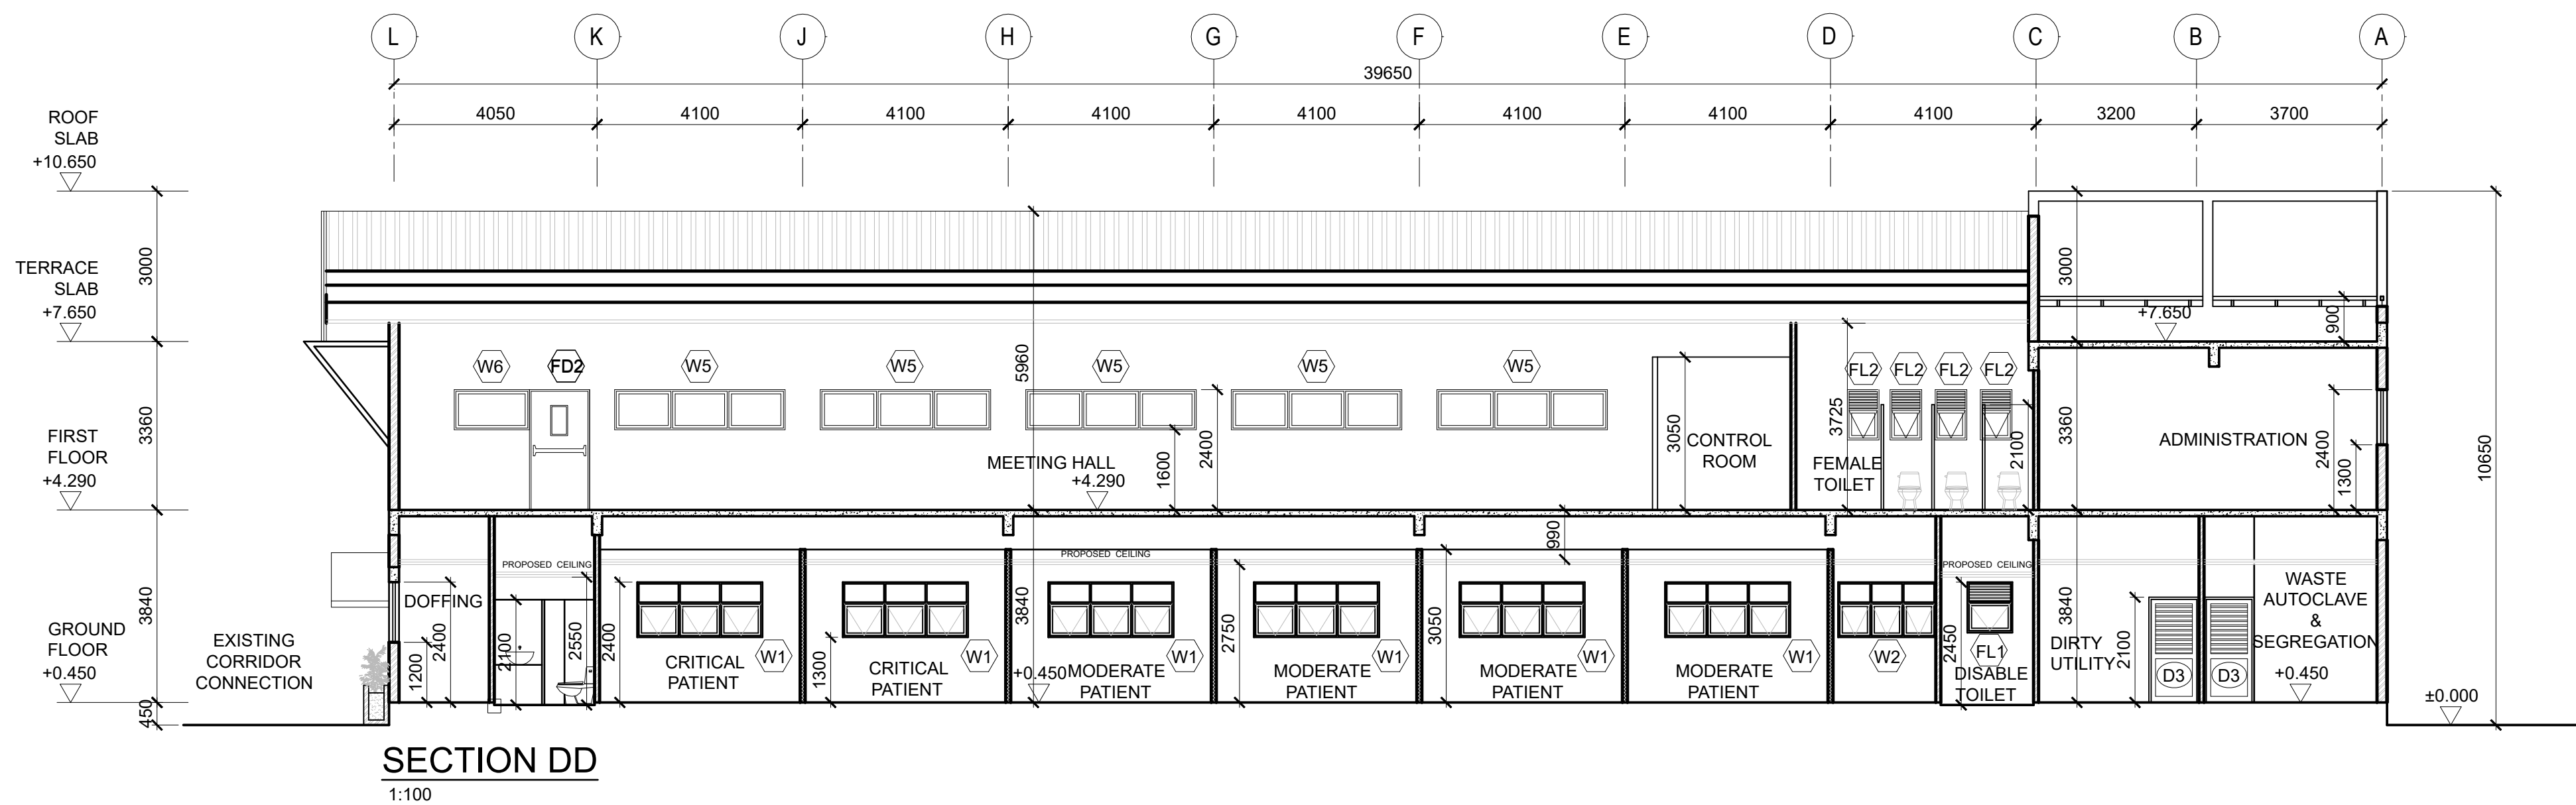 L K J H G F E D C B A
39650
4050 4100 4100 4100 4100 4100 4100 4100 3200 3700
ROOF
SLAB
+10.650
3000
TERRACE
SLAB
+7.650
3360
FIRST
FLOOR
+4.290
3840
GROUND
FLOOR
+0.450
450
EXISTING
CORRIDOR
CONNECTION
W6 FD2 W5 W5 W5 W5 W5
5960
MEETING HALL
+4.290
1600
2400
3050
CONTROL
ROOM
3725
FL2 FL2 FL2 FL2
FEMALE
TOILET
2100
3000
+7.650
900
3360
ADMINISTRATION
2400
1300
10650
DOFFING
1200
2400
PROPOSED CEILING
2100
2550
2400
CRITICAL
PATIENT
W1
1300
CRITICAL
PATIENT
W1
PROPOSED CEILING
3840
+0.450
MODERATE
PATIENT
W1
2750
MODERATE
PATIENT
W1
3050
990
MODERATE
PATIENT
W1
MODERATE
PATIENT
W1
W2
PROPOSED CEILING
2450
FL1
DISABLE
TOILET
3840
DIRTY
UTILITY
2100
D3 D3
WASTE
AUTOCLAVE
&
SEGREGATION
+0.450
±0.000
SECTION DD
1:100